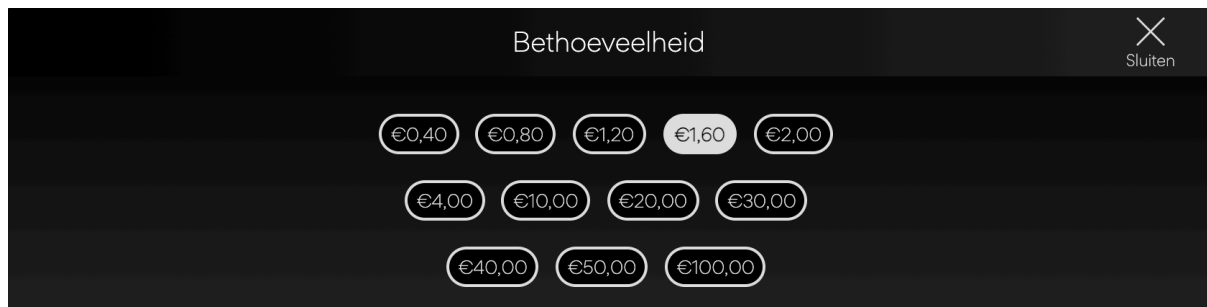 Bethoeveelheid
Sluiten
€0,40 €0,80 €1,20 €1,60 €2,00
€4,00 €10,00 €20,00 €30,00
€40,00 €50,00 €100,00